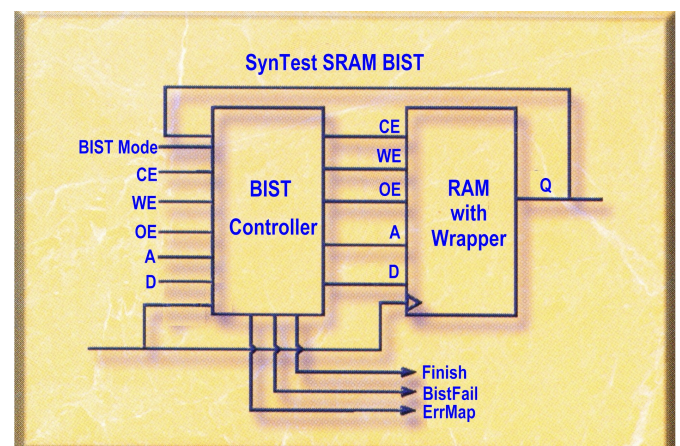 SynTest SRAM BIST
BIST Mode
CE
WE
OE
A
D
BIST
Controller
CE
WE
OE
A
D
RAM
with
Wrapper
Q
Finish
BistFail
ErrMap